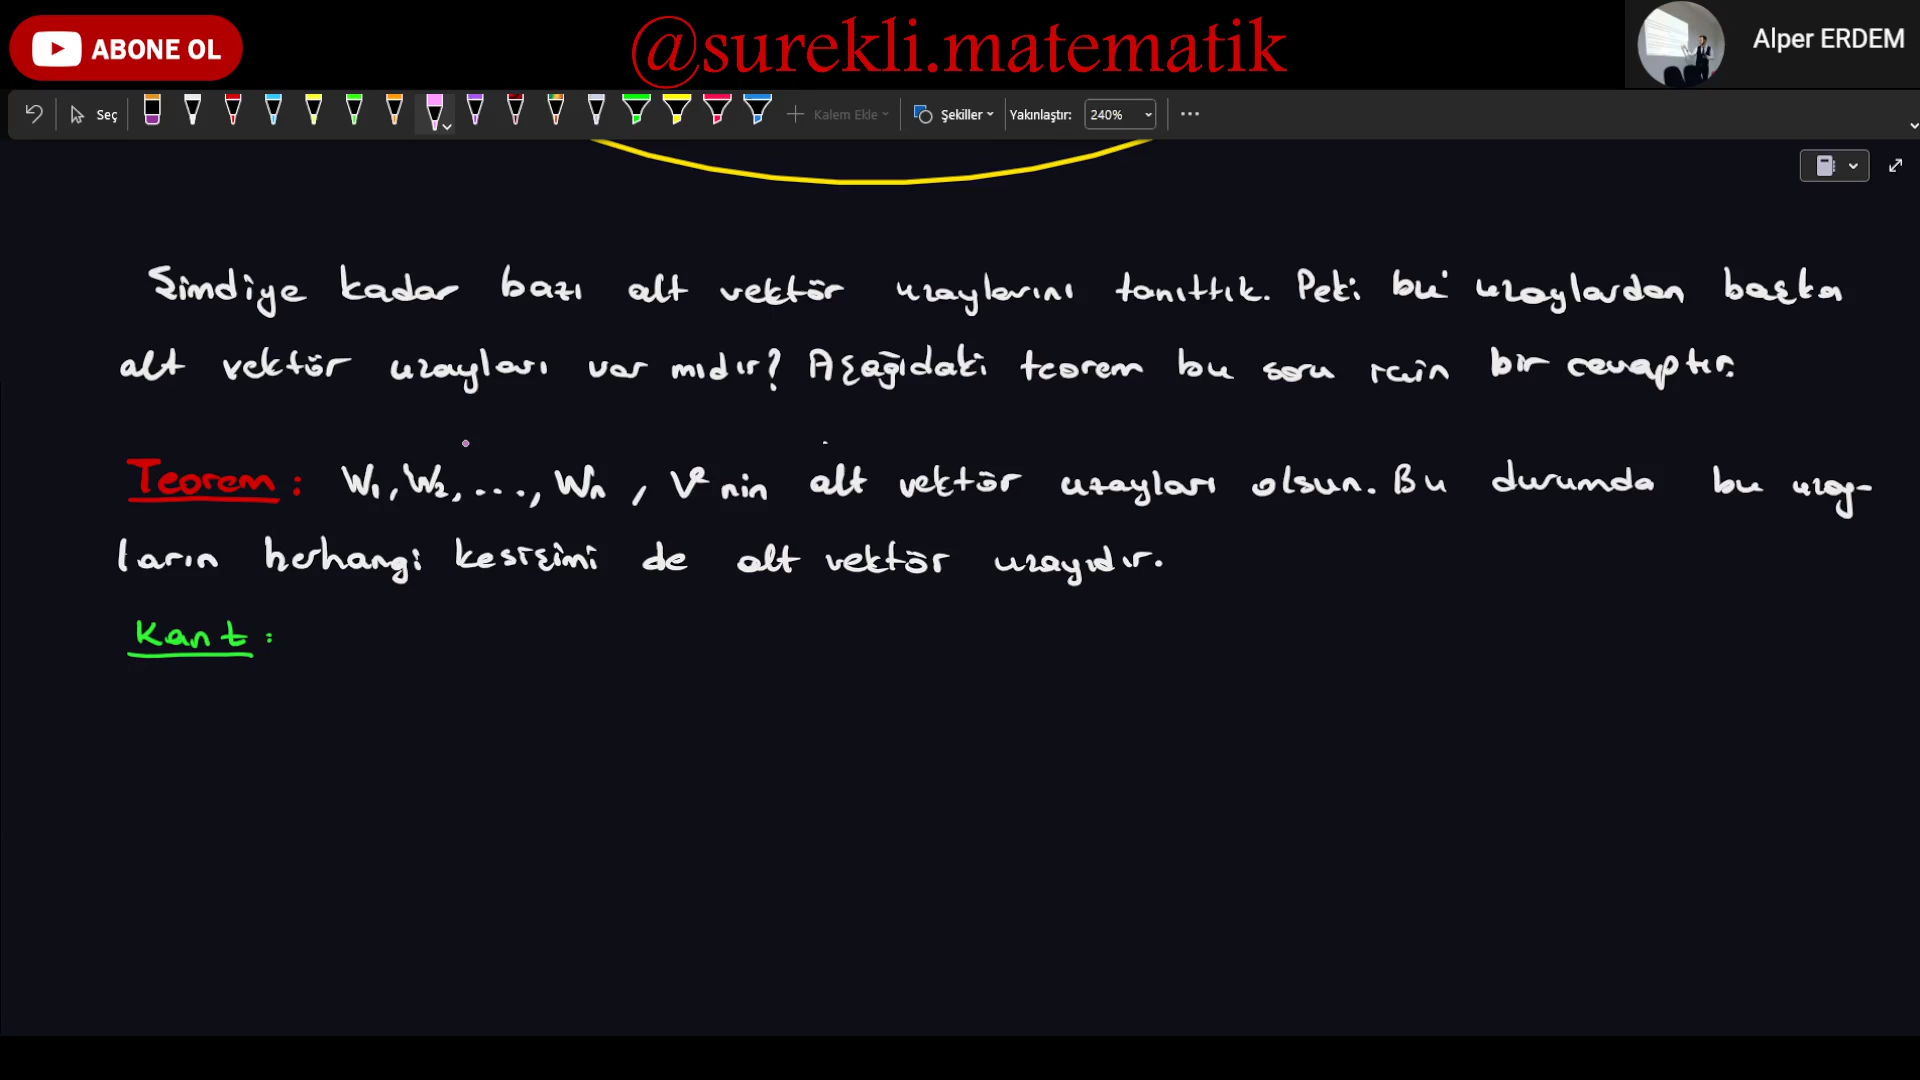 ABONE OL
@surekli.matematik
Alper ERDEM
Seç
Kalem Ekle
Şekiller
Yakınlaştır:
240%
Şimdiye kadar bazı alt vektör uzaylarını tanıttık. Peki bu uzaylardan başka
alt vektör uzayları var mıdır? Aşağıdaki teorem bu soru için bir cevaptır.
Teorem: W₁, W₂, ..., Wn, V'nin alt vektör uzayları olsun. Bu durumda bu uzay-
ların herhangi kesişimi de alt vektör uzayıdır.
Kanıt: